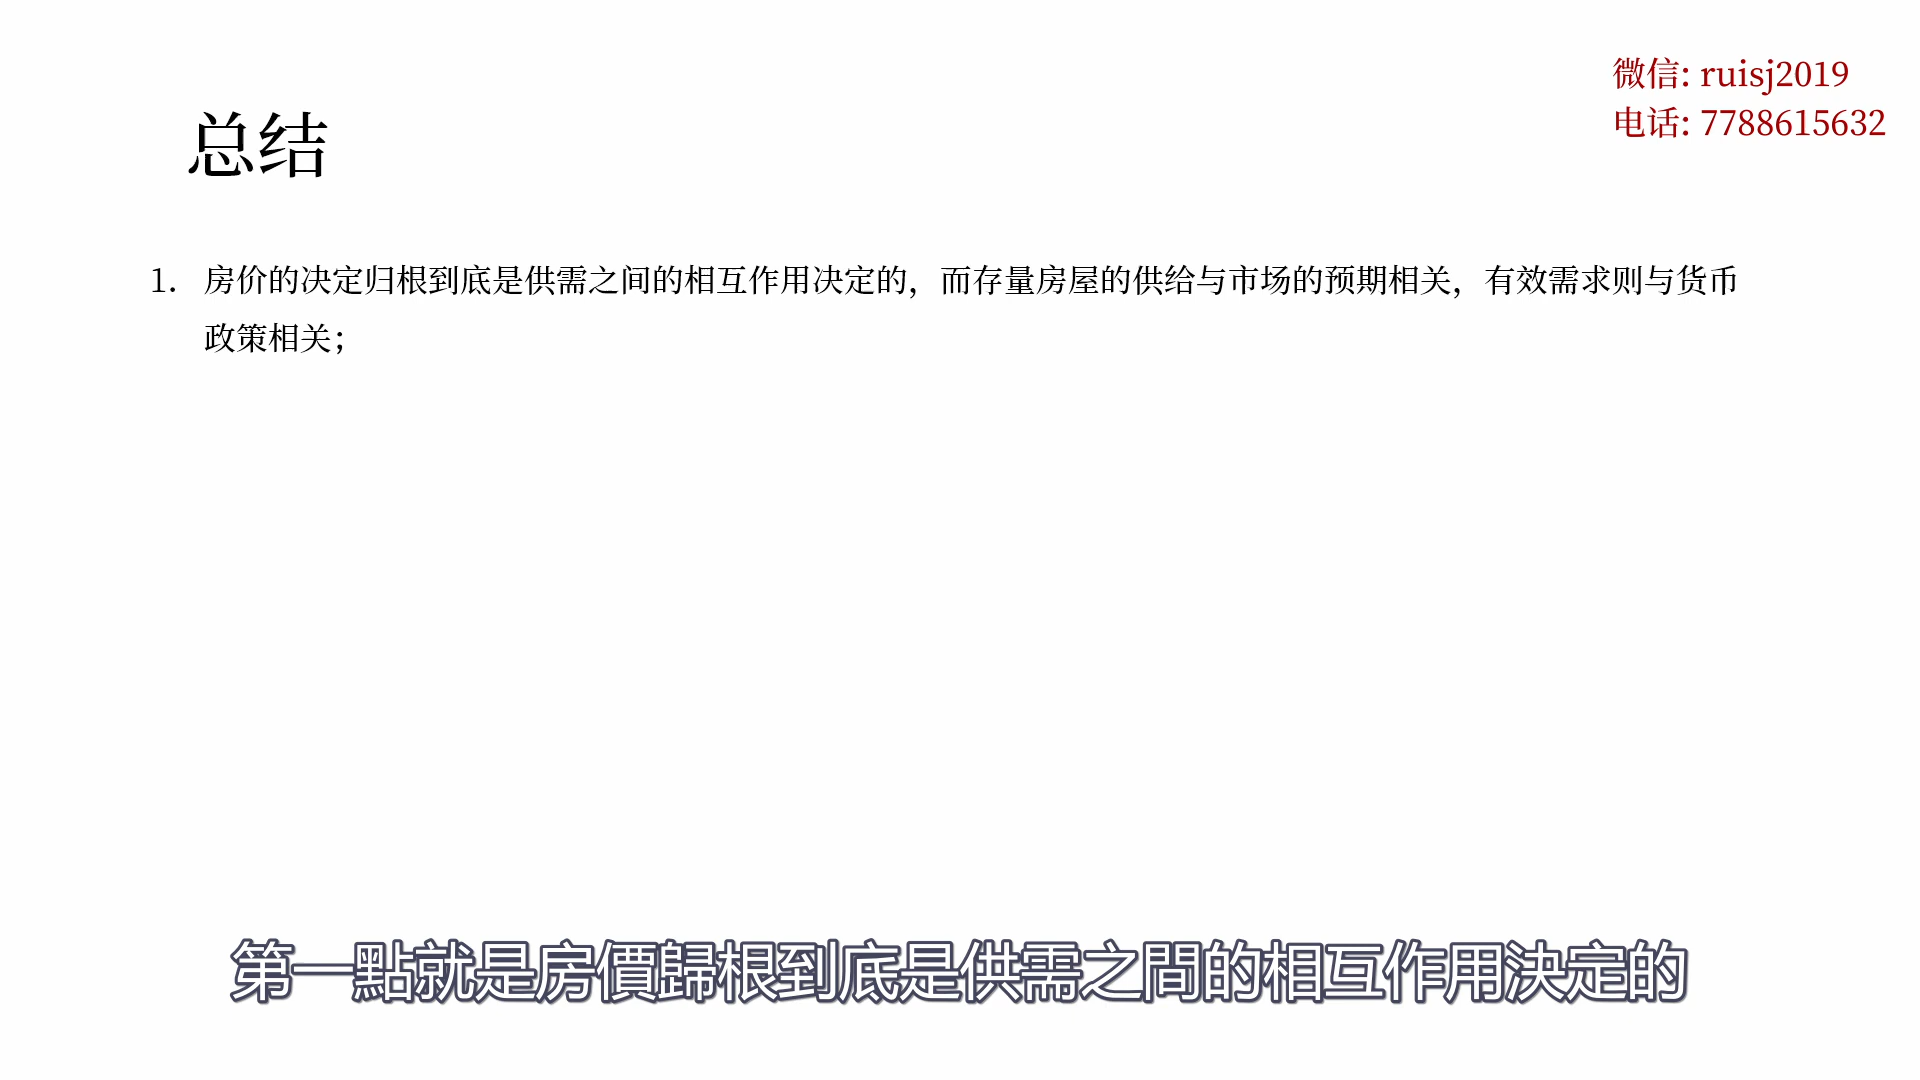 微信: ruisj2019
电话: 7788615632
总结
1. 房价的决定归根到底是供需之间的相互作用决定的，而存量房屋的供给与市场的预期相关，有效需求则与货币
政策相关；
第一點就是房價歸根到底是供需之間的相互作用決定的